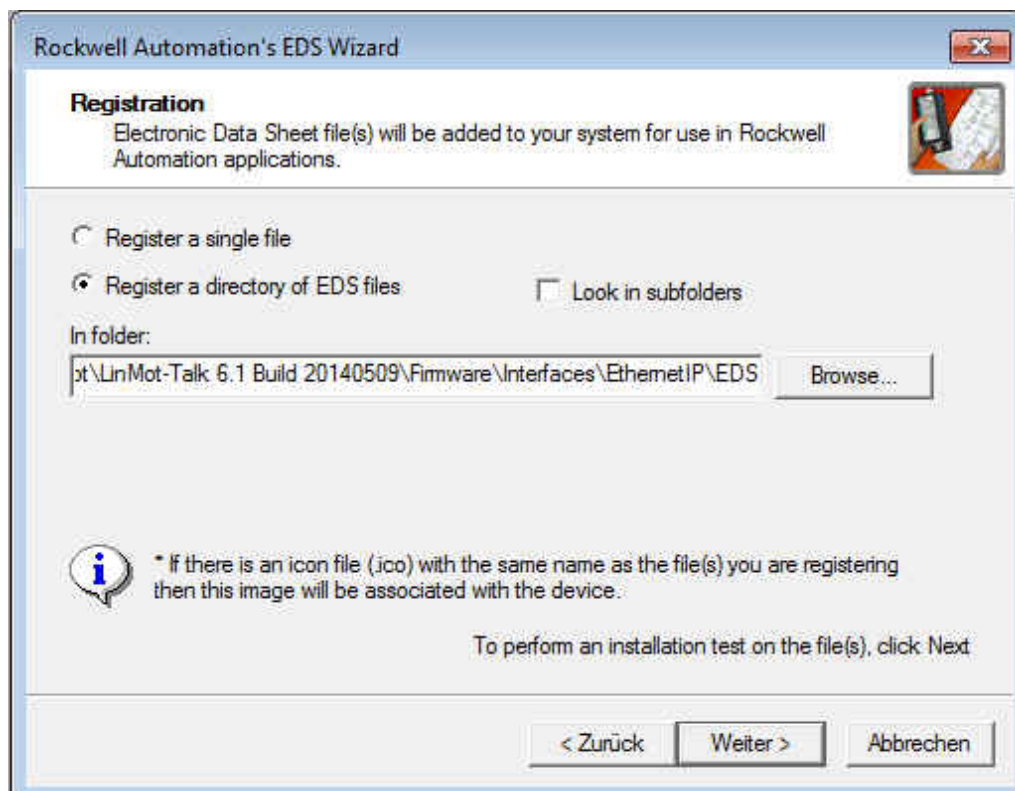 Rockwell Automation's EDS Wizard
Registration
Electronic Data Sheet file(s) will be added to your system for use in Rockwell
Automation applications.
Register a single file
Register a directory of EDS files
Look in subfolders
In folder:
ot\LinMot-Talk 6.1 Build 20140509\Firmware\Interfaces\EthernetIP\EDS
Browse...
* If there is an icon file (.ico) with the same name as the file(s) you are registering
then this image will be associated with the device.
To perform an installation test on the file(s), click Next
< Zurück
Weiter >
Abbrechen